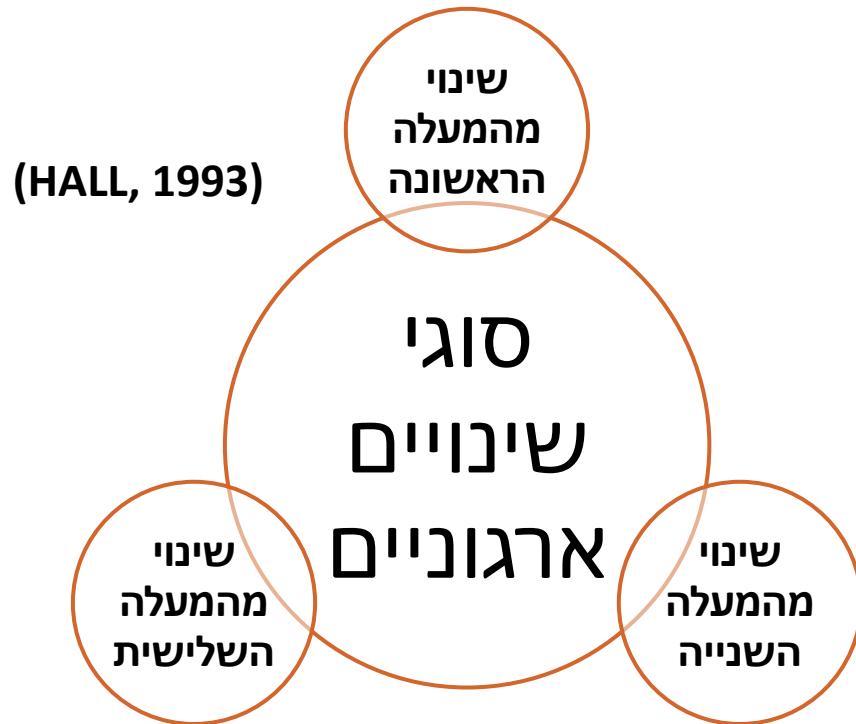 שינוי
מהמעלה
הראשונה
(HALL, 1993)
סוגי
שינויים
ארגוניים
שינוי
מהמעלה
השנייה
שינוי
מהמעלה
השלישית